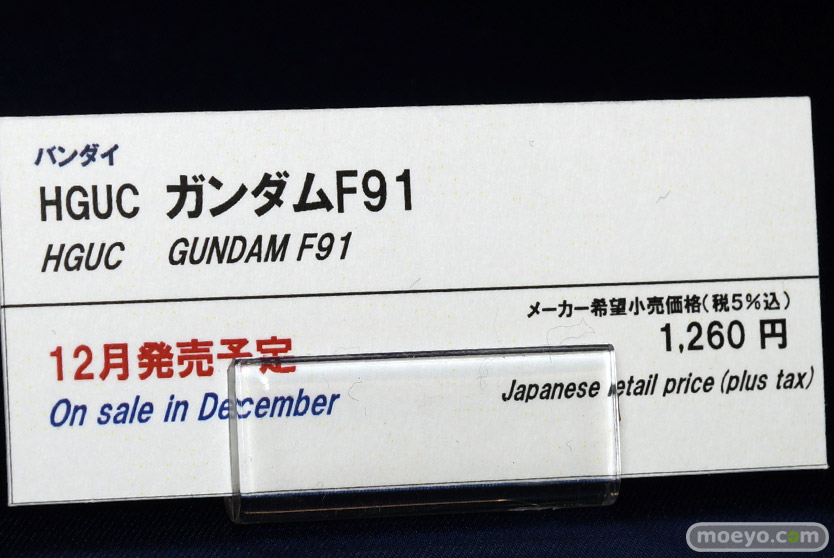 バンダイ
HGUC ガンダムF91
HGUC GUNDAM F91
メーカー希望小売価格(税5%込)
1,260 円
Japanese retail price (plus tax)
12月発売予定
On sale in December
moeyo.com